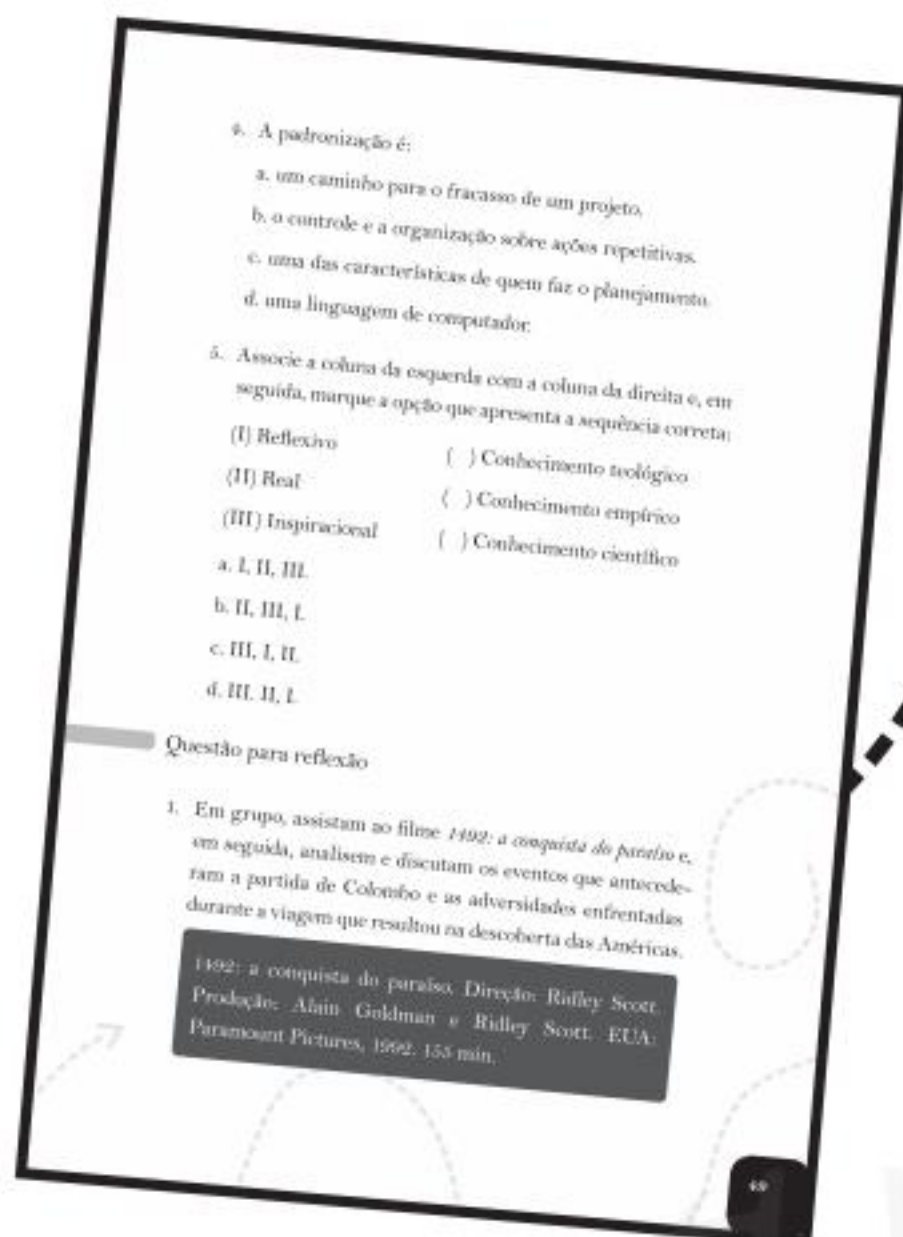 4. A padronização é:
a. um caminho para o fracasso de um projeto.
b. o controle e a organização sobre ações repetitivas.
c. uma das características de quem faz o planejamento.
d. uma linguagem de computador.
5. Associe a coluna da esquerda com a coluna da direita e, em
seguida, marque a opção que apresenta a sequência correta:
(I) Reflexivo ( ) Conhecimento teológico
(II) Real ( ) Conhecimento empírico
(III) Inspiracional ( ) Conhecimento científico
a. I, II, III.
b. II, III, I.
c. III, I, II.
d. III, II, I.
Questão para reflexão
1. Em grupo, assistam ao filme 1492: a conquista do paraíso e,
em seguida, analisem e discutam os eventos que antecede-
ram a partida de Colombo e as adversidades enfrentadas
durante a viagem que resultou na descoberta das Américas.
1492: a conquista do paraíso. Direção: Ridley Scott.
Produção: Alain Goldman e Ridley Scott. EUA:
Paramount Pictures, 1992. 155 min.
49